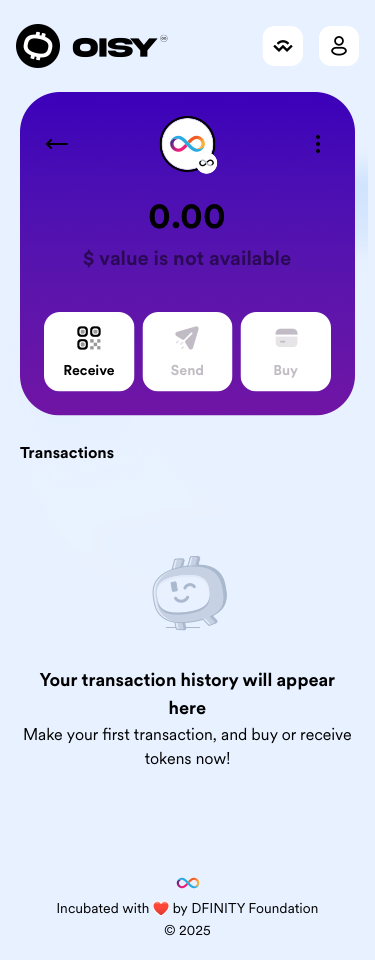 OISY
0.00
$ value is not available
Receive
Send
Buy
Transactions
Your transaction history will appear
here
Make your first transaction, and buy or receive
tokens now!
Incubated with ❤️ by DFINITY Foundation
© 2025